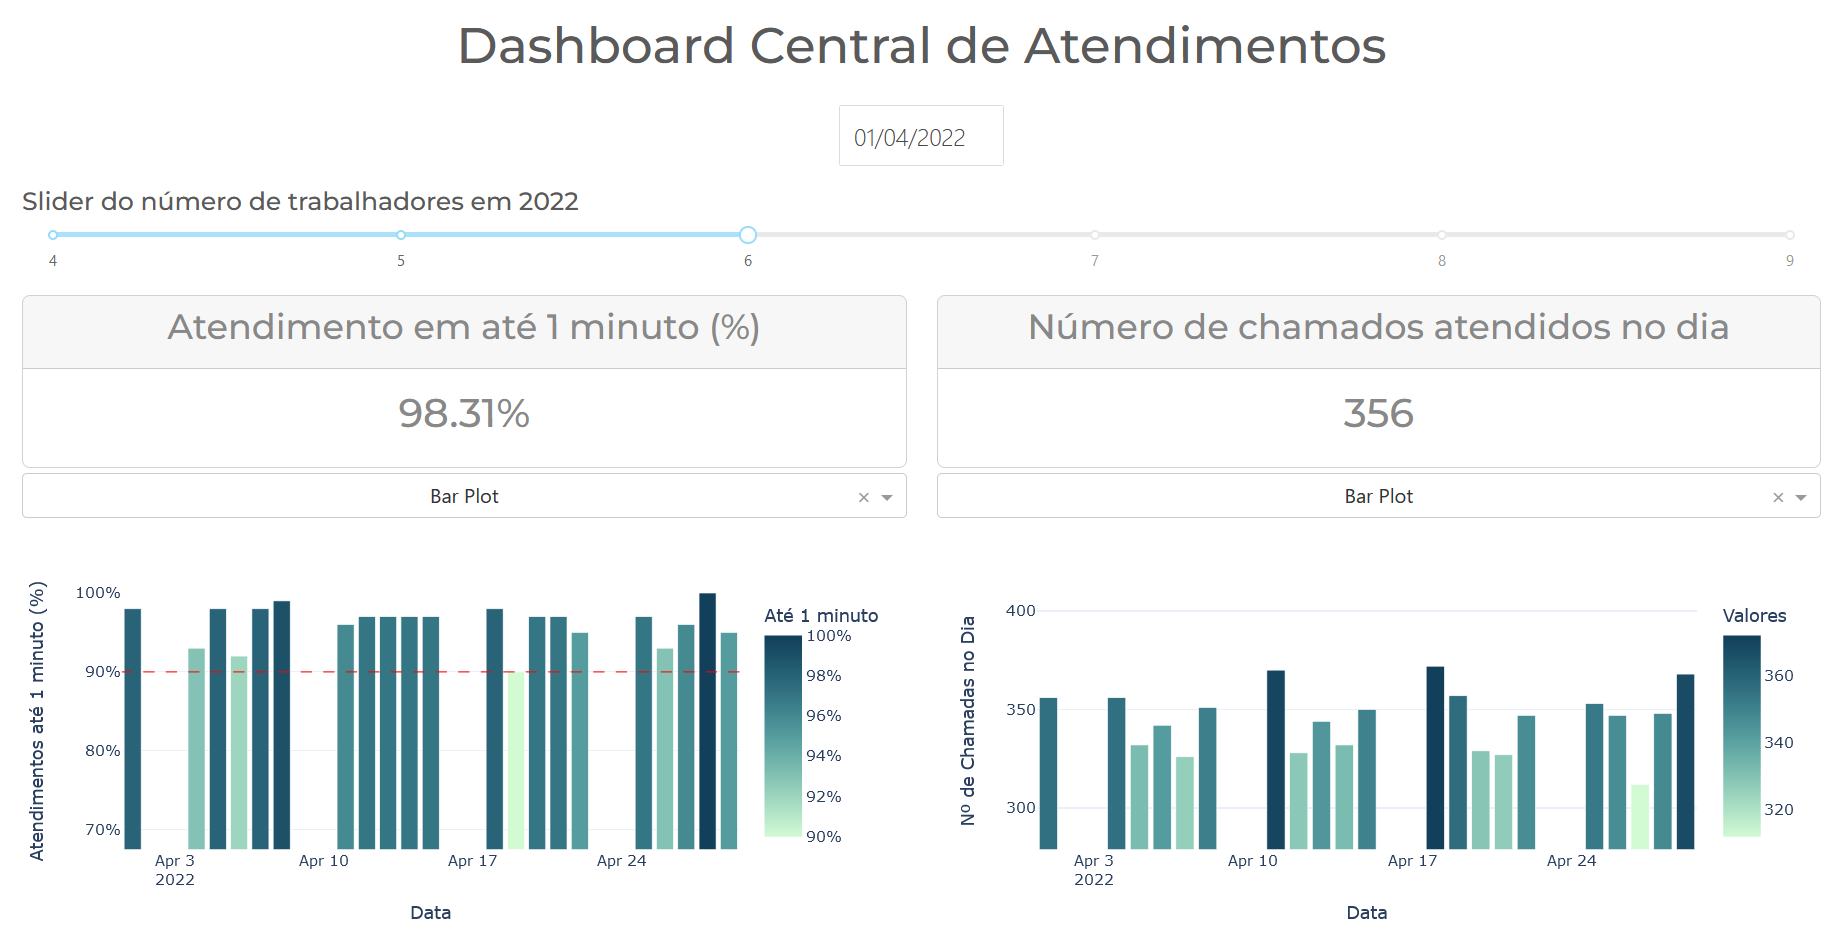 Dashboard Central de Atendimentos
01/04/2022
Slider do número de trabalhadores em 2022
4 5 6 7 8 9
Atendimento em até 1 minuto (%)
98.31%
Bar Plot
Número de chamados atendidos no dia
356
Bar Plot
Atendimentos até 1 minuto (%)
100%
90%
80%
70%
Apr 3 Apr 10 Apr 17 Apr 24
2022
Data
Até 1 minuto
100%
98%
96%
94%
92%
90%
Nº de Chamadas no Dia
400
350
300
Apr 3 Apr 10 Apr 17 Apr 24
2022
Data
Valores
360
340
320